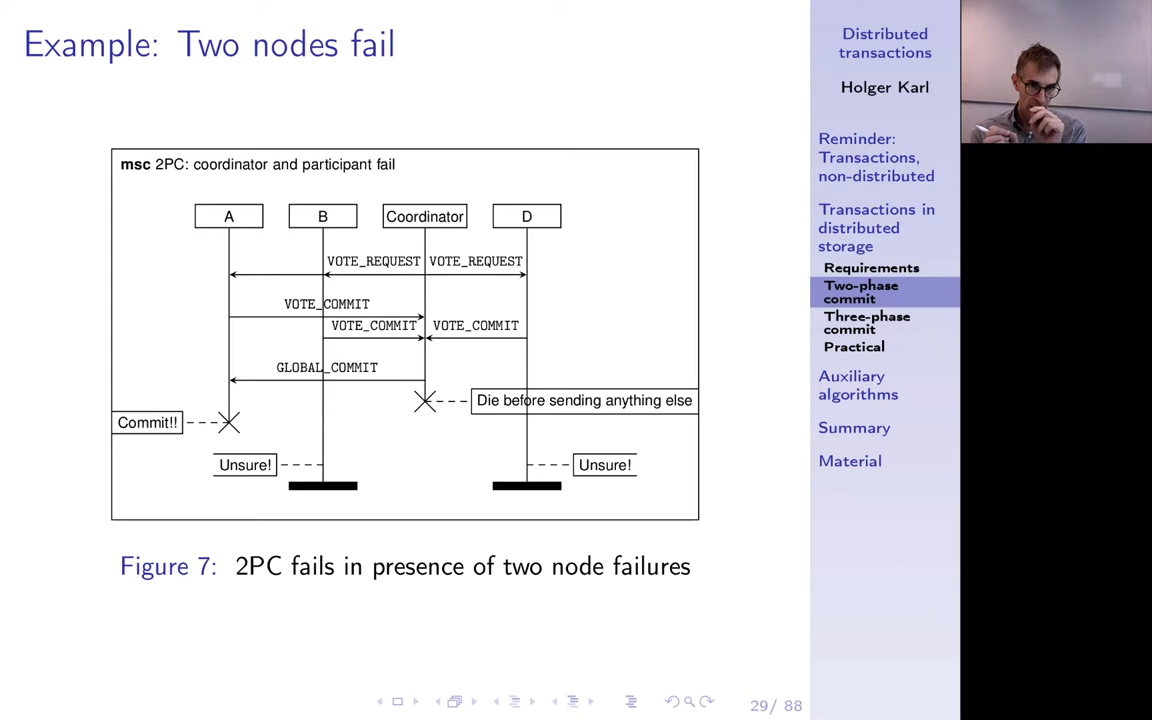 Example: Two nodes fail
msc 2PC: coordinator and participant fail
A
B
Coordinator
D
VOTE_REQUEST
VOTE_REQUEST
VOTE_COMMIT
VOTE_COMMIT
VOTE_COMMIT
GLOBAL_COMMIT
Die before sending anything else
Commit!!
Unsure!
Unsure!
Figure 7: 2PC fails in presence of two node failures
Distributed
transactions
Holger Karl
Reminder:
Transactions,
non-distributed
Transactions in
distributed
storage
Requirements
Two-phase
commit
Three-phase
commit
Practical
Auxiliary
algorithms
Summary
Material
29/ 88